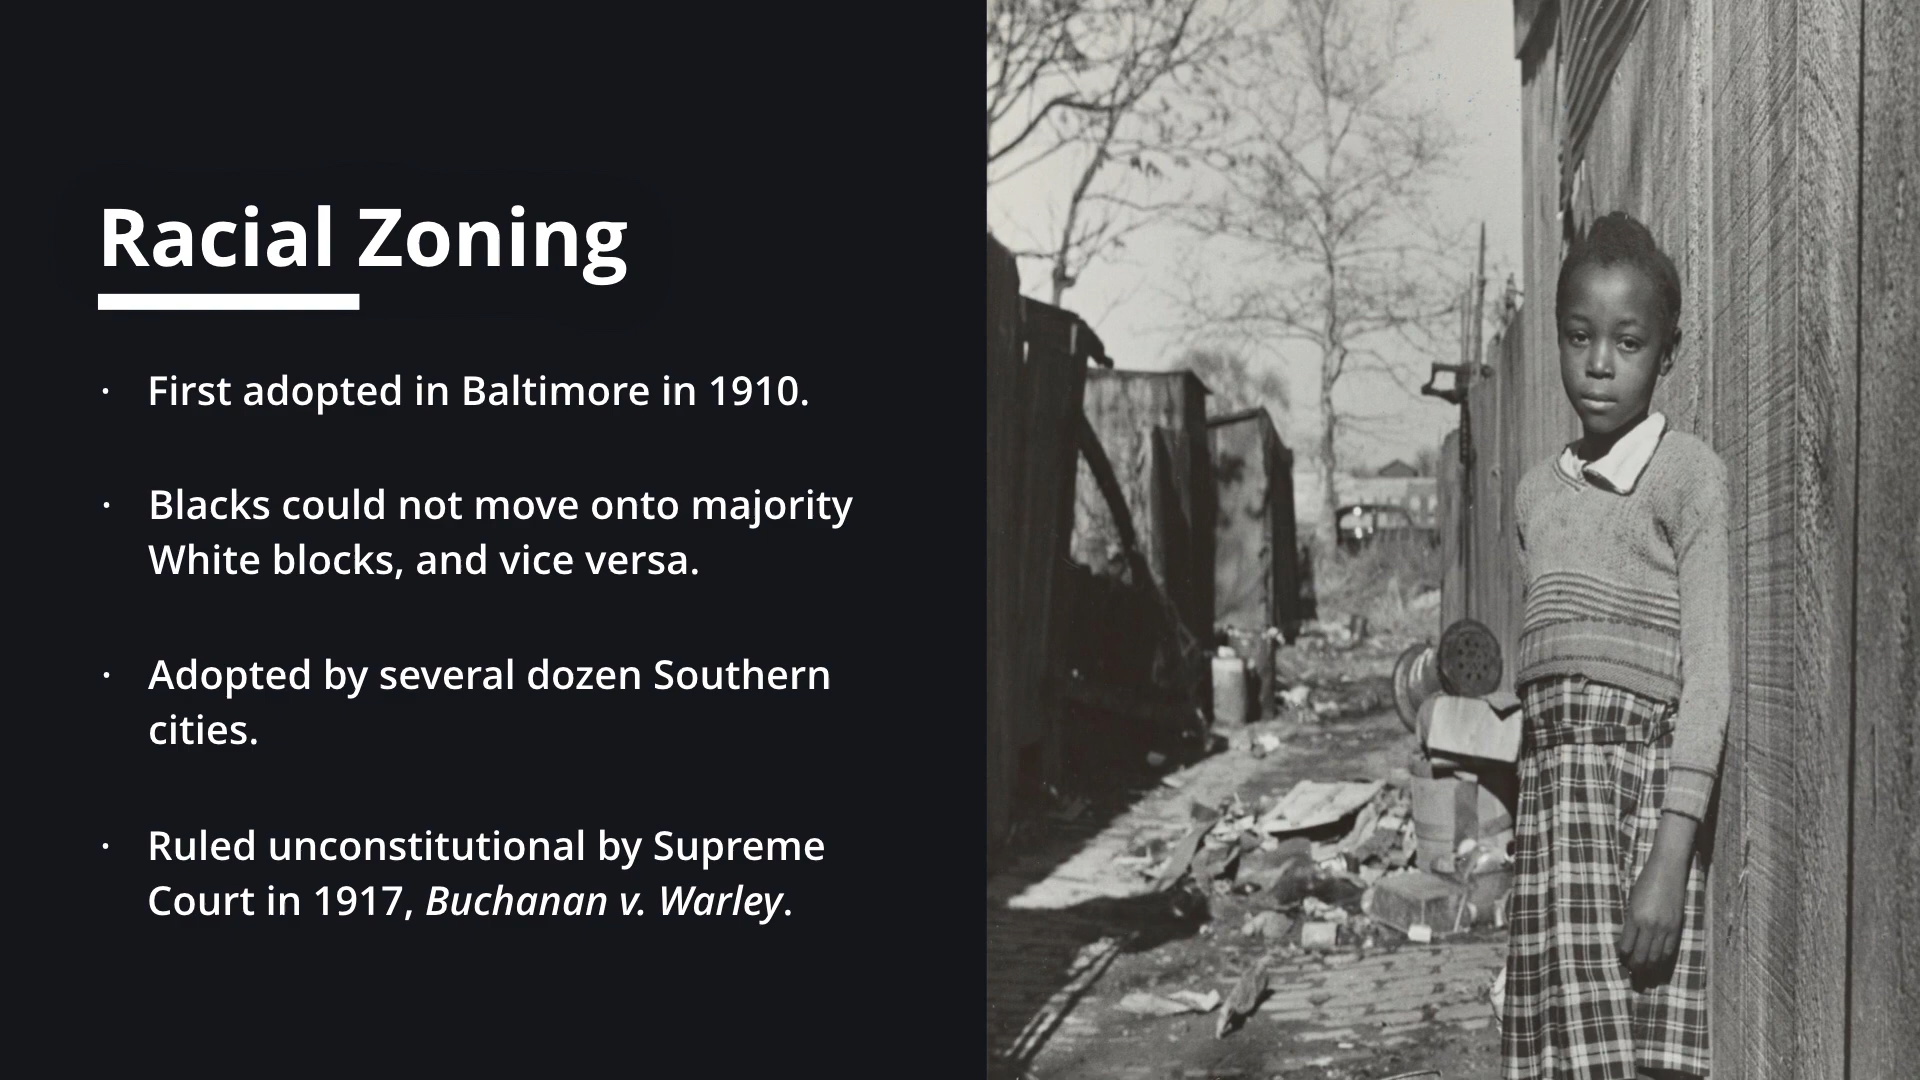 Racial Zoning
· First adopted in Baltimore in 1910.
· Blacks could not move onto majority
White blocks, and vice versa.
· Adopted by several dozen Southern
cities.
· Ruled unconstitutional by Supreme
Court in 1917, Buchanan v. Warley.